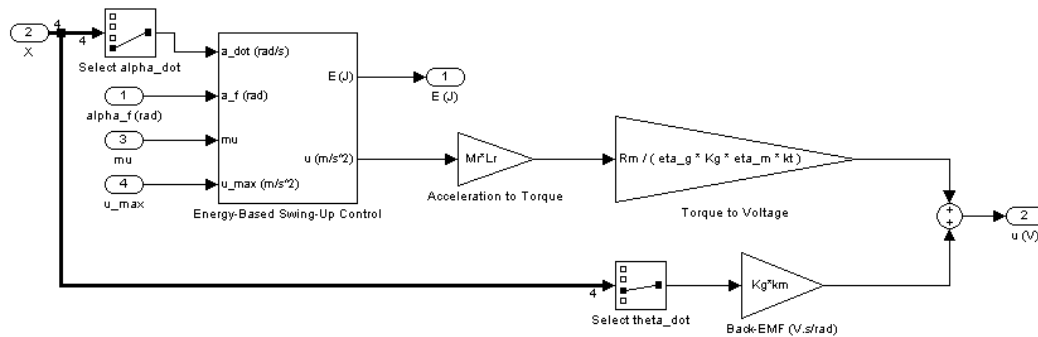 2
X
4
4
Select alpha_dot
1
alpha_f (rad)
3
mu
4
u_max
a_dot (rad/s)
a_f (rad)
mu
u_max (m/s^2)
E (J)
u (m/s^2)
Energy-Based Swing-Up Control
1
E (J)
Mr*Lr
Acceleration to Torque
Rm / ( eta_g * Kg * eta_m * kt )
Torque to Voltage
4
Select theta_dot
Kg*km
Back-EMF (V.s/rad)
+
+
2
u (V)